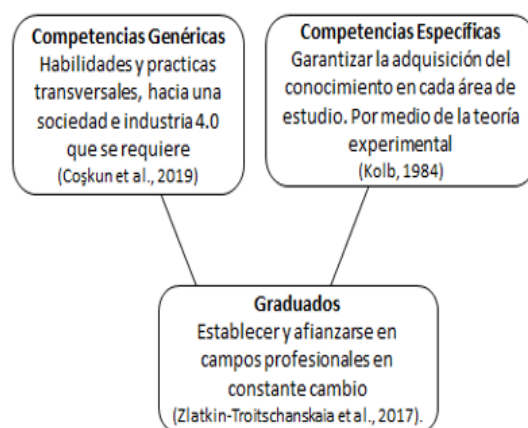 Competencias Genéricas
Habilidades y practicas
transversales, hacia una
sociedad e industria 4.0
que se requiere
(Coşkun et al., 2019)
Competencias Específicas
Garantizar la adquisición del
conocimiento en cada área de
estudio. Por medio de la teoría
experimental
(Kolb, 1984)
Graduados
Establecer y afianzarse en
campos profesionales en
constante cambio
(Zlatkin-Troitschanskaia et al., 2017).